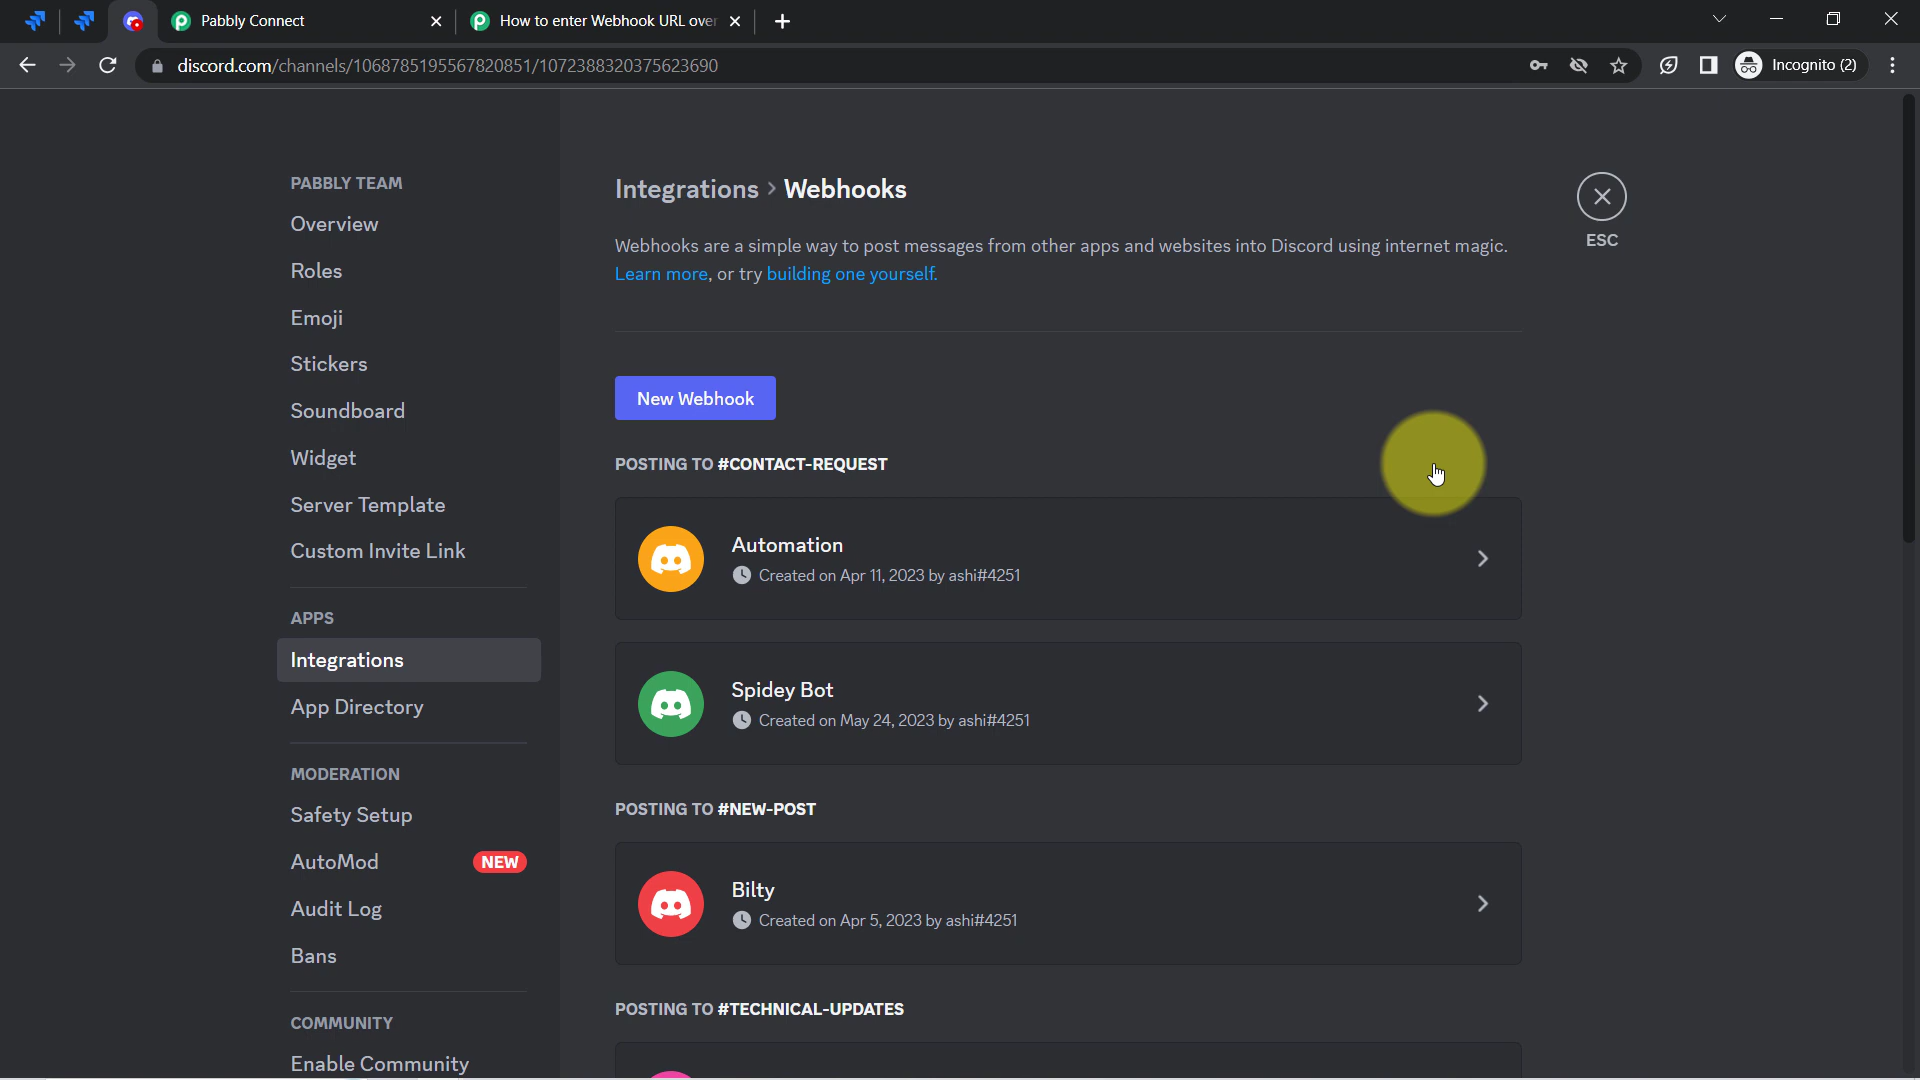 Pabbly Connect
How to enter Webhook URL over
discord.com/channels/1068785195567820851/1072388320375623690
Incognito (2)
PABBLY TEAM
Overview
Roles
Emoji
Stickers
Soundboard
Widget
Server Template
Custom Invite Link
APPS
Integrations
App Directory
MODERATION
Safety Setup
AutoMod NEW
Audit Log
Bans
COMMUNITY
Enable Community
Integrations > Webhooks
ESC
Webhooks are a simple way to post messages from other apps and websites into Discord using internet magic.
Learn more, or try building one yourself.
New Webhook
POSTING TO #CONTACT-REQUEST
Automation
Created on Apr 11, 2023 by ashi#4251
Spidey Bot
Created on May 24, 2023 by ashi#4251
POSTING TO #NEW-POST
Bilty
Created on Apr 5, 2023 by ashi#4251
POSTING TO #TECHNICAL-UPDATES